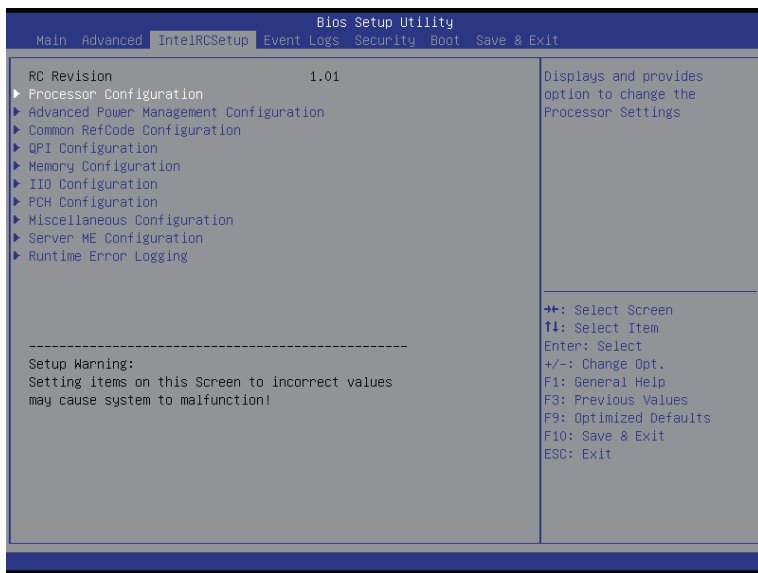 Bios Setup Utility
Main Advanced IntelRCSetup Event Logs Security Boot Save & Exit
RC Revision 1.01
Processor Configuration
Advanced Power Management Configuration
Common RefCode Configuration
QPI Configuration
Memory Configuration
IIO Configuration
PCH Configuration
Miscellaneous Configuration
Server ME Configuration
Runtime Error Logging
------------------------------------------------
Setup Warning:
Setting items on this Screen to incorrect values
may cause system to malfunction!
Displays and provides
option to change the
Processor Settings
→←: Select Screen
↑↓: Select Item
Enter: Select
+/-: Change Opt.
F1: General Help
F3: Previous Values
F9: Optimized Defaults
F10: Save & Exit
ESC: Exit